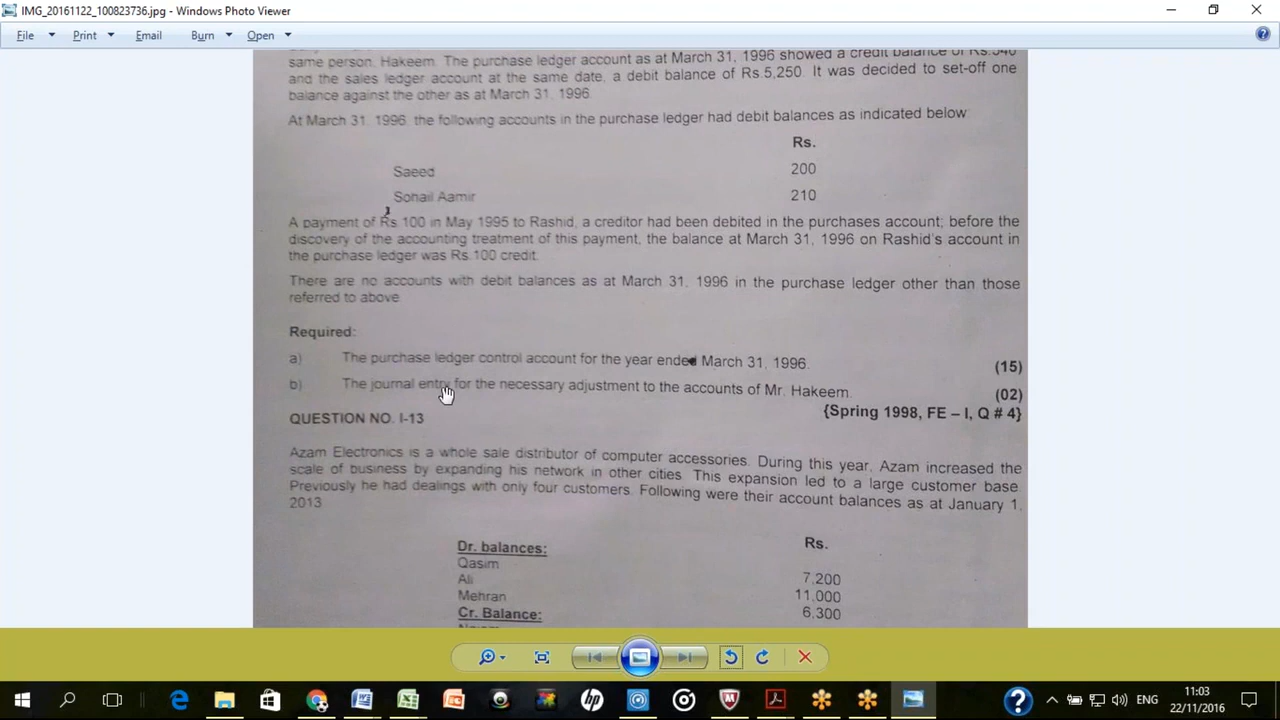 IMG_20161122_100823736.jpg - Windows Photo Viewer
File Print Email Burn Open
same person, Hakeem. The purchase ledger account as at March 31, 1996 showed a credit balance of Rs.540
and the sales ledger account at the same date, a debit balance of Rs 5,250. It was decided to set-off one
balance against the other as at March 31, 1996.
At March 31, 1996, the following accounts in the purchase ledger had debit balances as indicated below:
Rs.
Saeed 200
Sohail Aamir 210
A payment of Rs 100 in May 1995 to Rashid, a creditor had been debited in the purchases account; before the
discovery of the accounting treatment of this payment, the balance at March 31, 1996 on Rashid's account in
the purchase ledger was Rs.100 credit.
There are no accounts with debit balances as at March 31, 1996 in the purchase ledger other than those
referred to above.
Required:
a) The purchase ledger control account for the year ended March 31, 1996. (15)
b) The journal entry for the necessary adjustment to the accounts of Mr. Hakeem. (02)
{Spring 1998, FE – I, Q # 4}
QUESTION NO. I-13
Azam Electronics is a whole sale distributor of computer accessories. During this year, Azam increased the
scale of business by expanding his network in other cities. This expansion led to a large customer base.
Previously he had dealings with only four customers. Following were their account balances as at January 1,
2013
Dr. balances: Rs.
Qasim 7,200
Ali 11,000
Mehran 6,300
Cr. Balance:
ENG
11:03
22/11/2016